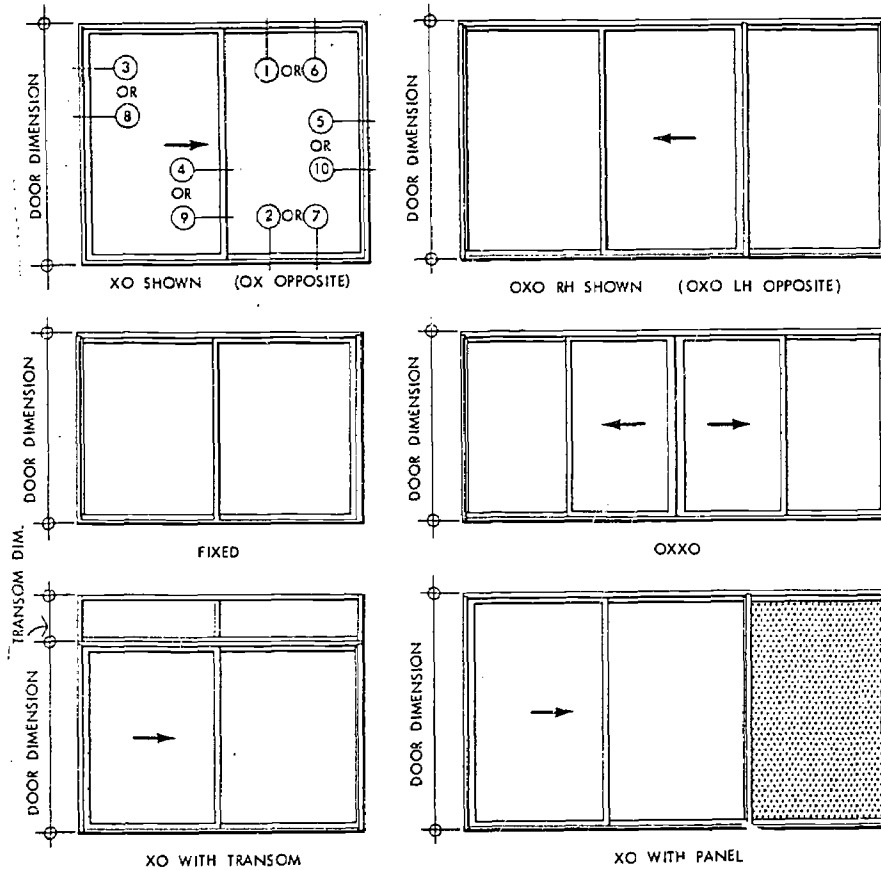 DOOR DIMENSION
3
OR
8
1 OR 6
5
OR
10
4
OR
9
2 OR 7
XO SHOWN (OX OPPOSITE)
DOOR DIMENSION
OXO RH SHOWN (OXO LH OPPOSITE)
DOOR DIMENSION
FIXED
DOOR DIMENSION
OXXO
TRANSOM DIM.
DOOR DIMENSION
XO WITH TRANSOM
DOOR DIMENSION
XO WITH PANEL